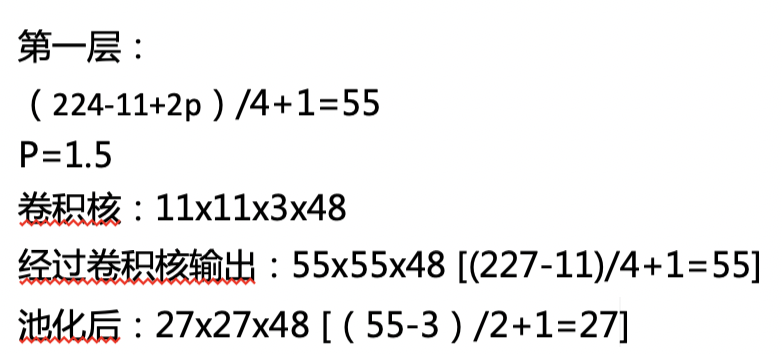 第一层：
（224-11+2p）/4+1=55
P=1.5
卷积核：11x11x3x48
经过卷积核输出：55x55x48 [(227-11)/4+1=55]
池化后：27x27x48 [（55-3）/2+1=27]